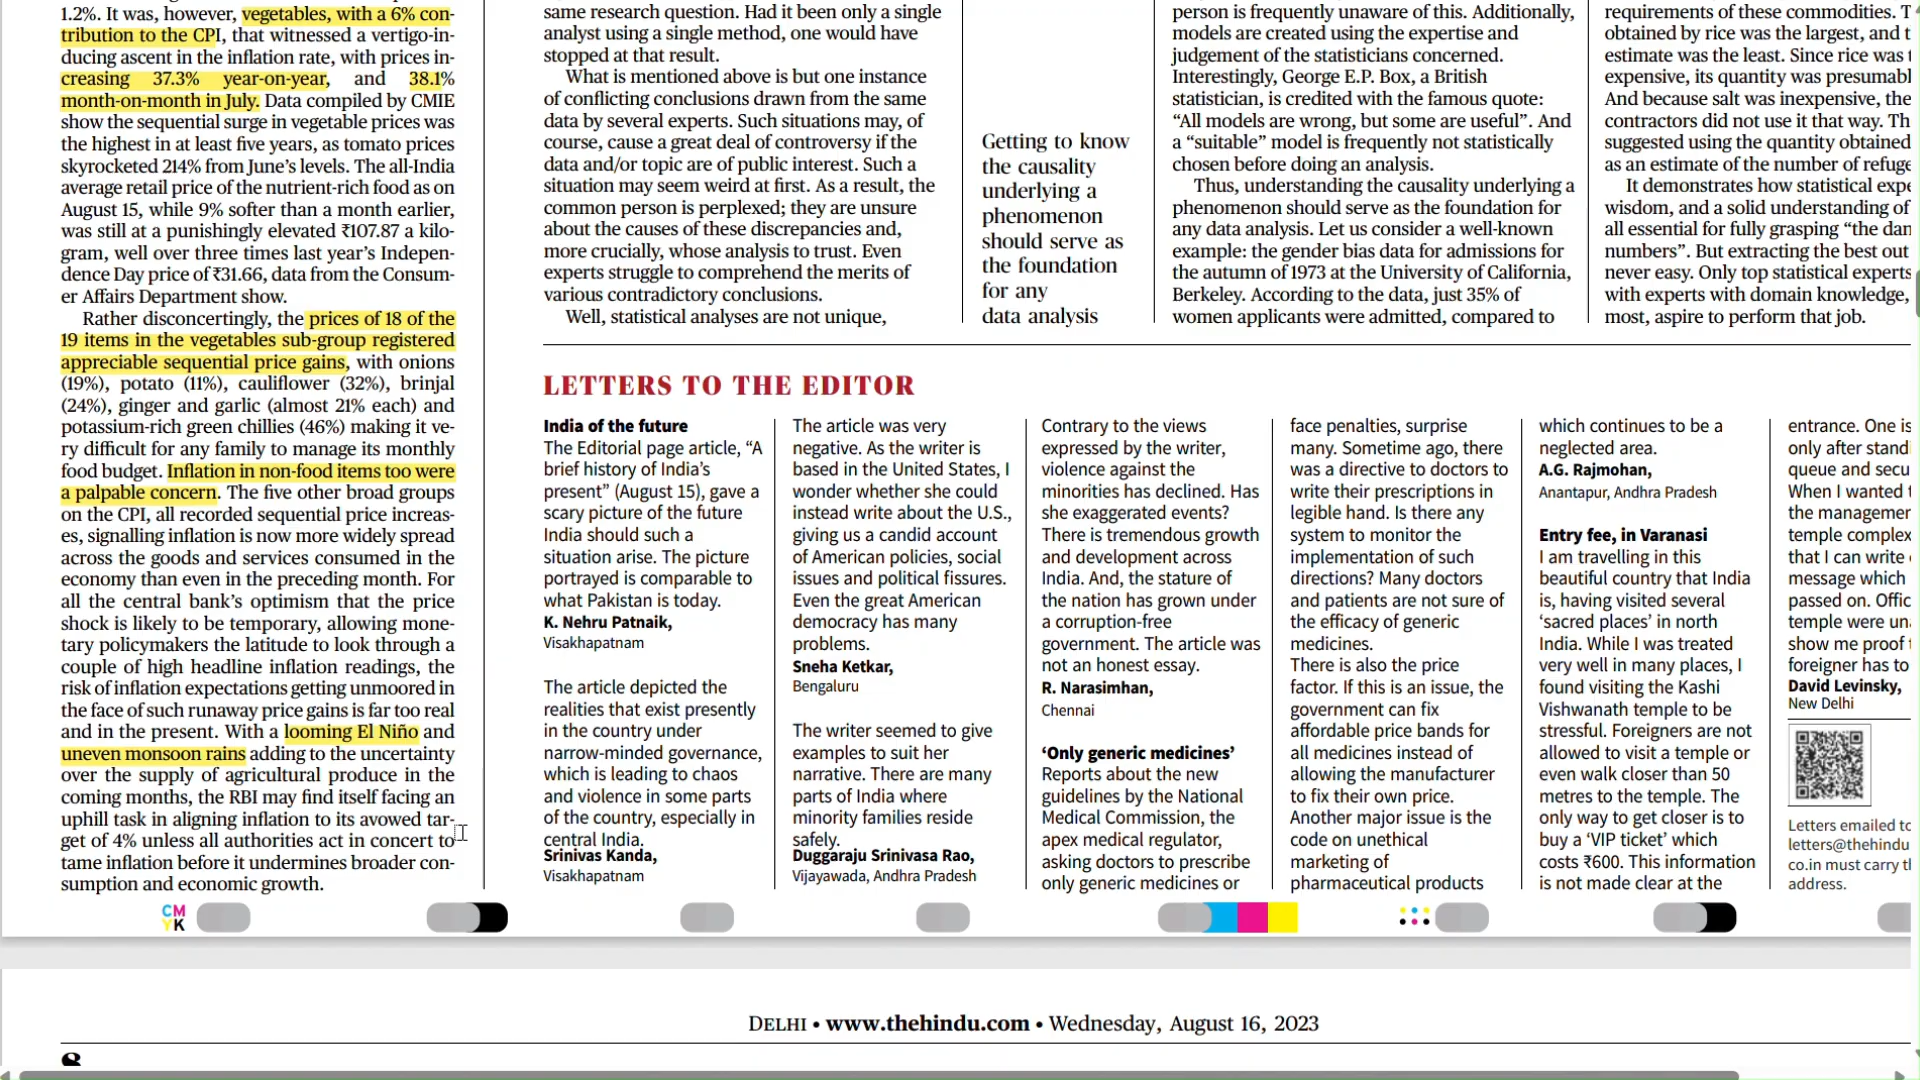 1.2%. It was, however, vegetables, with a 6% con-
tribution to the CPI, that witnessed a vertigo-in-
ducing ascent in the inflation rate, with prices in-
creasing 37.3% year-on-year, and 38.1%
month-on-month in July. Data compiled by CMIE
show the sequential surge in vegetable prices was
the highest in at least five years, as tomato prices
skyrocketed 214% from June’s levels. The all-India
average retail price of the nutrient-rich food as on
August 15, while 9% softer than a month earlier,
was still at a punishingly elevated ₹107.87 a kilo-
gram, well over three times last year’s Indepen-
dence Day price of ₹31.66, data from the Consum-
er Affairs Department show.
Rather disconcertingly, the prices of 18 of the
19 items in the vegetables sub-group registered
appreciable sequential price gains, with onions
(19%), potato (11%), cauliflower (32%), brinjal
(24%), ginger and garlic (almost 21% each) and
potassium-rich green chillies (46%) making it ve-
ry difficult for any family to manage its monthly
food budget. Inflation in non-food items too were
a palpable concern. The five other broad groups
on the CPI, all recorded sequential price increas-
es, signalling inflation is now more widely spread
across the goods and services consumed in the
economy than even in the preceding month. For
all the central bank’s optimism that the price
shock is likely to be temporary, allowing mone-
tary policymakers the latitude to look through a
couple of high headline inflation readings, the
risk of inflation expectations getting unmoored in
the face of such runaway price gains is far too real
and in the present. With a looming El Niño and
uneven monsoon rains adding to the uncertainty
over the supply of agricultural produce in the
coming months, the RBI may find itself facing an
uphill task in aligning inflation to its avowed tar-
get of 4% unless all authorities act in concert to
tame inflation before it undermines broader con-
sumption and economic growth.
same research question. Had it been only a single
analyst using a single method, one would have
stopped at that result.
What is mentioned above is but one instance
of conflicting conclusions drawn from the same
data by several experts. Such situations may, of
course, cause a great deal of controversy if the
data and/or topic are of public interest. Such a
situation may seem weird at first. As a result, the
common person is perplexed; they are unsure
about the causes of these discrepancies and,
more crucially, whose analysis to trust. Even
experts struggle to comprehend the merits of
various contradictory conclusions.
Well, statistical analyses are not unique,
Getting to know
the causality
underlying a
phenomenon
should serve as
the foundation
for any
data analysis
person is frequently unaware of this. Additionally,
models are created using the expertise and
judgement of the statisticians concerned.
Interestingly, George E.P. Box, a British
statistician, is credited with the famous quote:
“All models are wrong, but some are useful”. And
a “suitable” model is frequently not statistically
chosen before doing an analysis.
Thus, understanding the causality underlying a
phenomenon should serve as the foundation for
any data analysis. Let us consider a well-known
example: the gender bias data for admissions for
the autumn of 1973 at the University of California,
Berkeley. According to the data, just 35% of
women applicants were admitted, compared to
requirements of these commodities. T
obtained by rice was the largest, and t
estimate was the least. Since rice was t
expensive, its quantity was presumabl
And because salt was inexpensive, the
contractors did not use it that way. Th
suggested using the quantity obtained
as an estimate of the number of refuge
It demonstrates how statistical expe
wisdom, and a solid understanding of
all essential for fully grasping “the dan
numbers”. But extracting the best out
never easy. Only top statistical experts
with experts with domain knowledge,
most, aspire to perform that job.
LETTERS TO THE EDITOR
India of the future
The Editorial page article, “A
brief history of India’s
present” (August 15), gave a
scary picture of the future
India should such a
situation arise. The picture
portrayed is comparable to
what Pakistan is today.
K. Nehru Patnaik,
Visakhapatnam
The article depicted the
realities that exist presently
in the country under
narrow-minded governance,
which is leading to chaos
and violence in some parts
of the country, especially in
central India.
Srinivas Kanda,
Visakhapatnam
The article was very
negative. As the writer is
based in the United States, I
wonder whether she could
instead write about the U.S.,
giving us a candid account
of American policies, social
issues and political fissures.
Even the great American
democracy has many
problems.
Sneha Ketkar,
Bengaluru
The writer seemed to give
examples to suit her
narrative. There are many
parts of India where
minority families reside
safely.
Duggaraju Srinivasa Rao,
Vijayawada, Andhra Pradesh
Contrary to the views
expressed by the writer,
violence against the
minorities has declined. Has
she exaggerated events?
There is tremendous growth
and development across
India. And, the stature of
the nation has grown under
a corruption-free
government. The article was
not an honest essay.
R. Narasimhan,
Chennai
‘Only generic medicines’
Reports about the new
guidelines by the National
Medical Commission, the
apex medical regulator,
asking doctors to prescribe
only generic medicines or
face penalties, surprise
many. Sometime ago, there
was a directive to doctors to
write their prescriptions in
legible hand. Is there any
system to monitor the
implementation of such
directions? Many doctors
and patients are not sure of
the efficacy of generic
medicines.
There is also the price
factor. If this is an issue, the
government can fix
affordable price bands for
all medicines instead of
allowing the manufacturer
to fix their own price.
Another major issue is the
code on unethical
marketing of
pharmaceutical products
which continues to be a
neglected area.
A.G. Rajmohan,
Anantapur, Andhra Pradesh
Entry fee, in Varanasi
I am travelling in this
beautiful country that India
is, having visited several
‘sacred places’ in north
India. While I was treated
very well in many places, I
found visiting the Kashi
Vishwanath temple to be
stressful. Foreigners are not
allowed to visit a temple or
even walk closer than 50
metres to the temple. The
only way to get closer is to
buy a ‘VIP ticket’ which
costs ₹600. This information
is not made clear at the
entrance. One is
only after standi
queue and secu
When I wanted t
the managemer
temple complex
that I can write
message which
passed on. Offic
temple were una
show me proof t
foreigner has to
David Levinsky,
New Delhi
Letters emailed to
letters@thehindu
co.in must carry th
address.
CM
YK
DELHI • www.thehindu.com • Wednesday, August 16, 2023
8